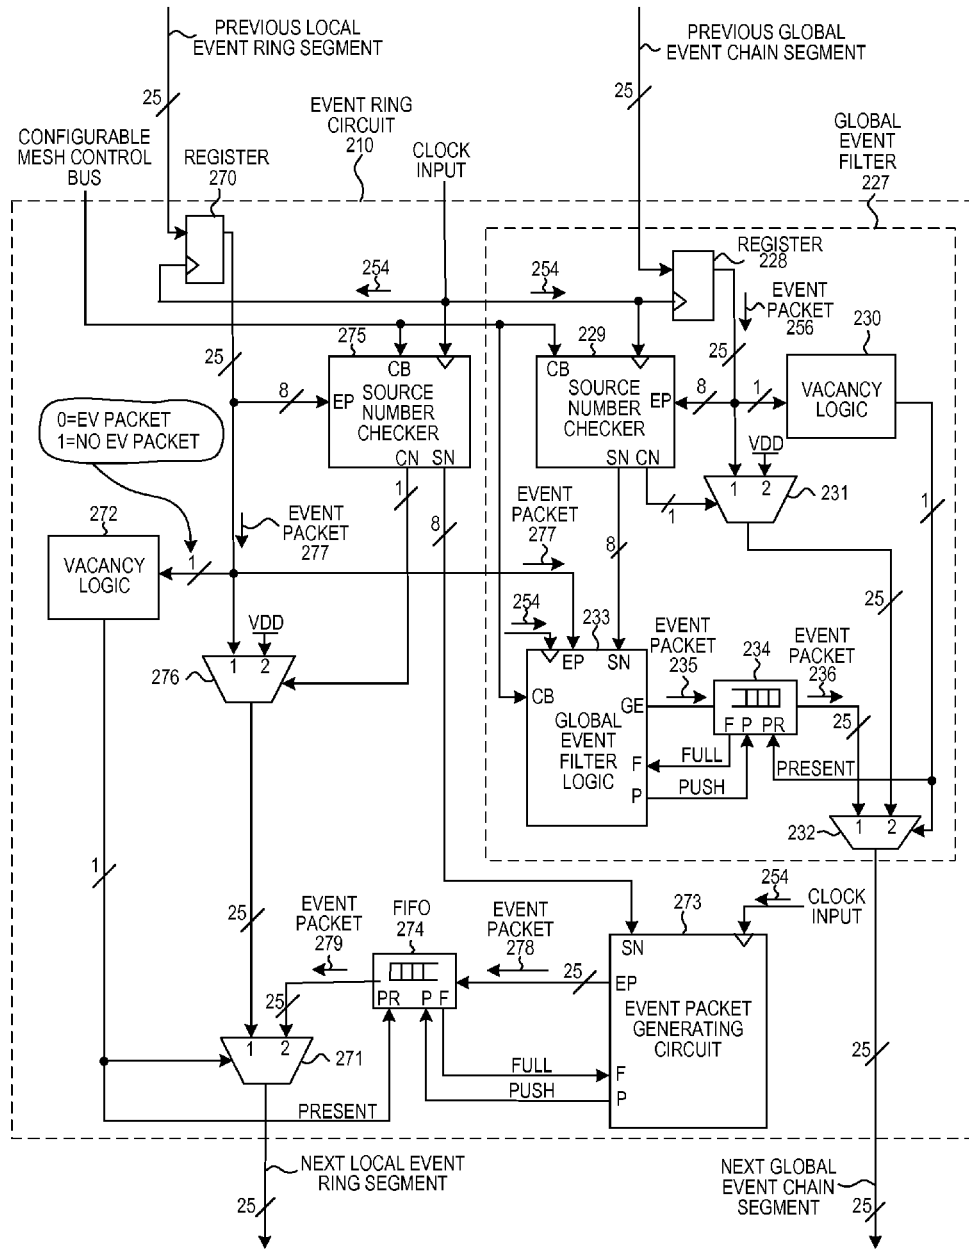 PREVIOUS LOCAL
EVENT RING SEGMENT
PREVIOUS GLOBAL
EVENT CHAIN SEGMENT
25
25
CONFIGURABLE
MESH CONTROL
BUS
REGISTER
270
EVENT RING
CIRCUIT
210
CLOCK
INPUT
GLOBAL
EVENT
FILTER
227
254
254
REGISTER
228
EVENT
PACKET
256
25
275
229
25
230
CB
SOURCE
NUMBER
CHECKER
EP
CN SN
8
CB
SOURCE
NUMBER
CHECKER
EP
SN CN
8
1
VACANCY
LOGIC
0=EV PACKET
1=NO EV PACKET
VDD
1 2
231
1
1
8
1
8
EVENT
PACKET
277
EVENT
PACKET
277
272
VACANCY
LOGIC
1
25
VDD
1 2
276
254
233
EP SN
CB
GE
GLOBAL
EVENT
FILTER
LOGIC
F
P
EVENT
PACKET
235
234
F P PR
EVENT
PACKET
236
25
FULL
PUSH
PRESENT
1 2
232
1
25
EVENT
PACKET
279
FIFO
274
EVENT
PACKET
278
273
254
CLOCK
INPUT
SN
EP
EVENT PACKET
GENERATING
CIRCUIT
F
P
25
25
PR P F
1 2
271
FULL
PUSH
PRESENT
25
NEXT LOCAL EVENT
RING SEGMENT
25
NEXT GLOBAL
EVENT CHAIN
SEGMENT
25